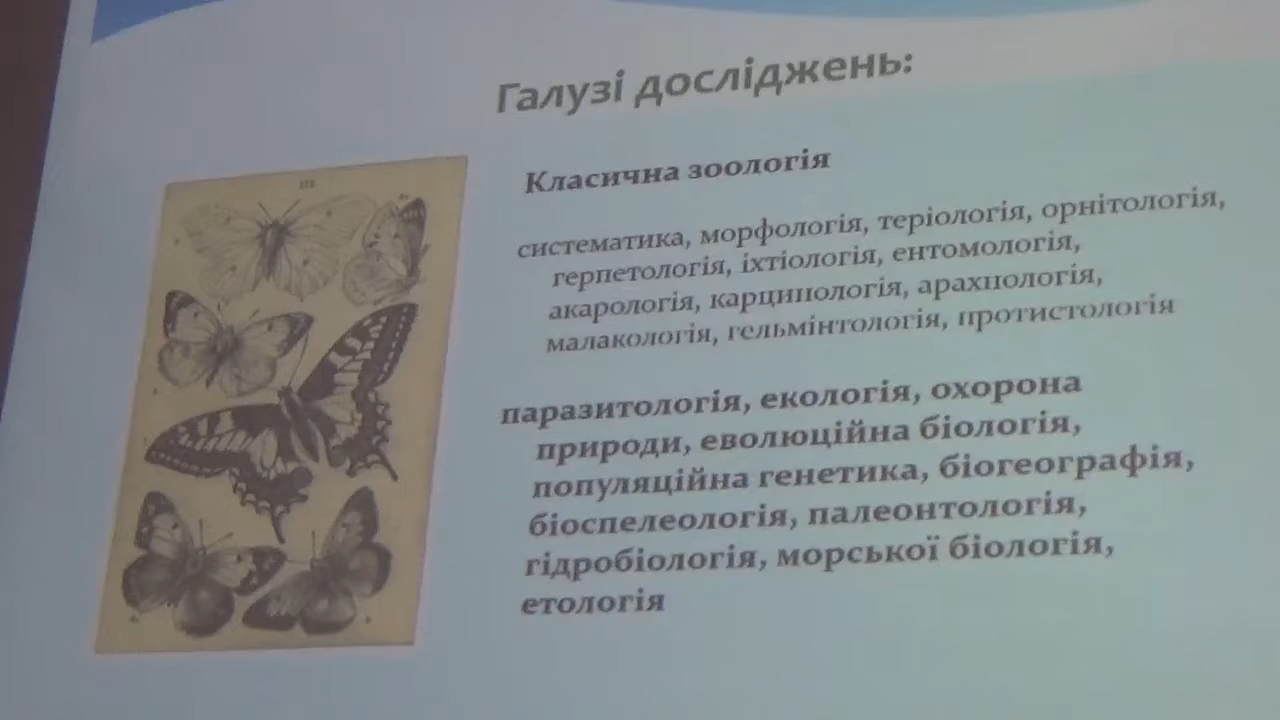 Галузі досліджень:
Класична зоологія
систематика, морфологія, теріологія, орнітологія,
герпетологія, іхтіологія, ентомологія,
акарологія, карцинологія, арахнологія,
малакологія, гельмінтологія, протистологія
паразитологія, екологія, охорона
природи, еволюційна біологія,
популяційна генетика, біогеографія,
біоспелеологія, палеонтологія,
гідробіологія, морської біологія,
етологія